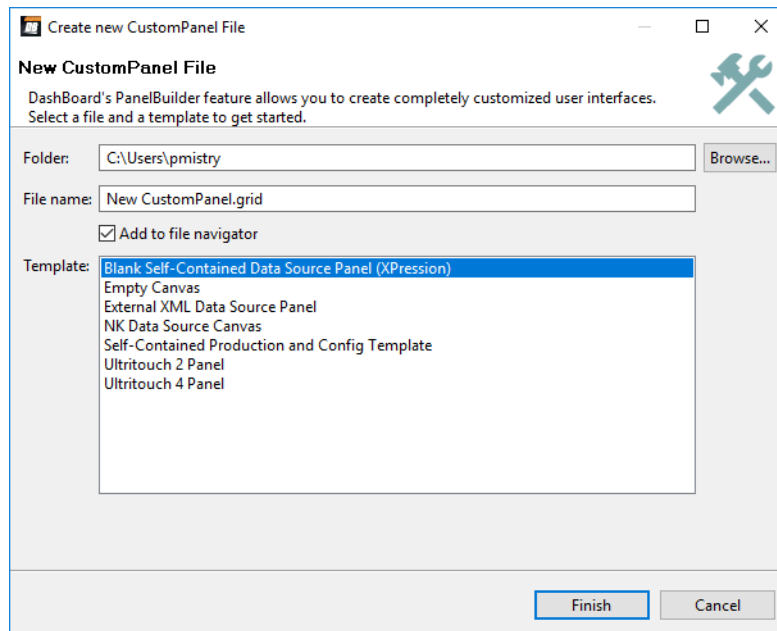 DB Create new CustomPanel File
New CustomPanel File
DashBoard's PanelBuilder feature allows you to create completely customized user interfaces.
Select a file and a template to get started.
Folder: C:\Users\pmistry Browse...
File name: New CustomPanel.grid
Add to file navigator
Template: Blank Self-Contained Data Source Panel (XPression)
Empty Canvas
External XML Data Source Panel
NK Data Source Canvas
Self-Contained Production and Config Template
Ultritouch 2 Panel
Ultritouch 4 Panel
Finish Cancel